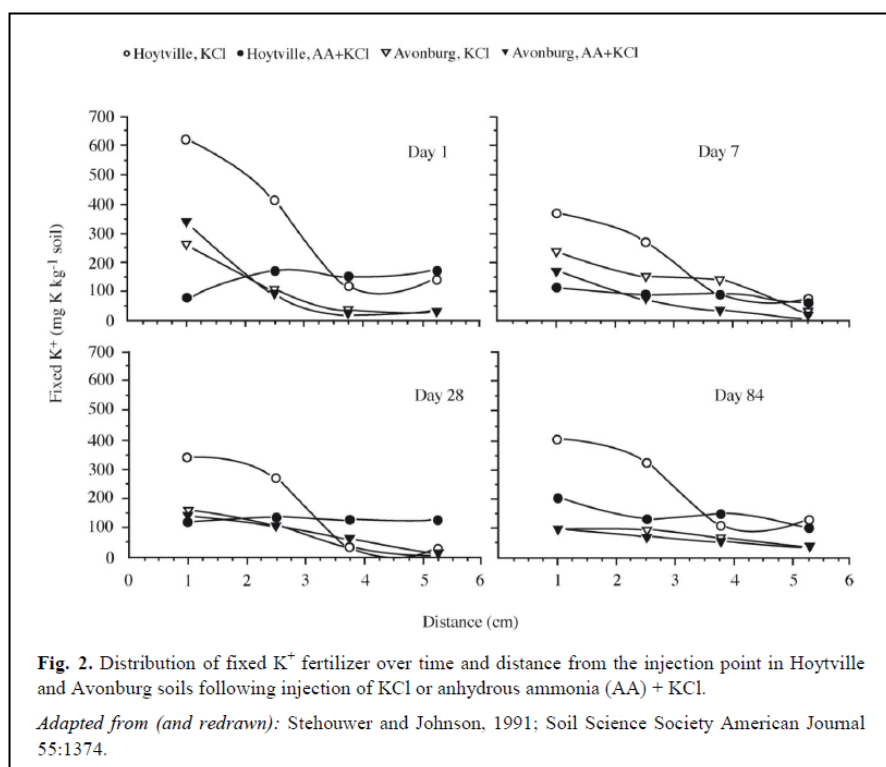 ○ Hoytville, KCl ● Hoytville, AA+KCl ▽ Avonburg, KCl ▼ Avonburg, AA+KCl
700
600
500
400
300
200
100
0
Day 1
Day 7
700
600
500
400
300
200
100
0
Day 28
Day 84
0 1 2 3 4 5 6
1 2 3 4 5 6
Fixed K+ (mg K kg-1 soil)
Distance (cm)
Fig. 2. Distribution of fixed K+ fertilizer over time and distance from the injection point in Hoytville
and Avonburg soils following injection of KCl or anhydrous ammonia (AA) + KCl.
Adapted from (and redrawn): Stehouwer and Johnson, 1991; Soil Science Society American Journal
55:1374.